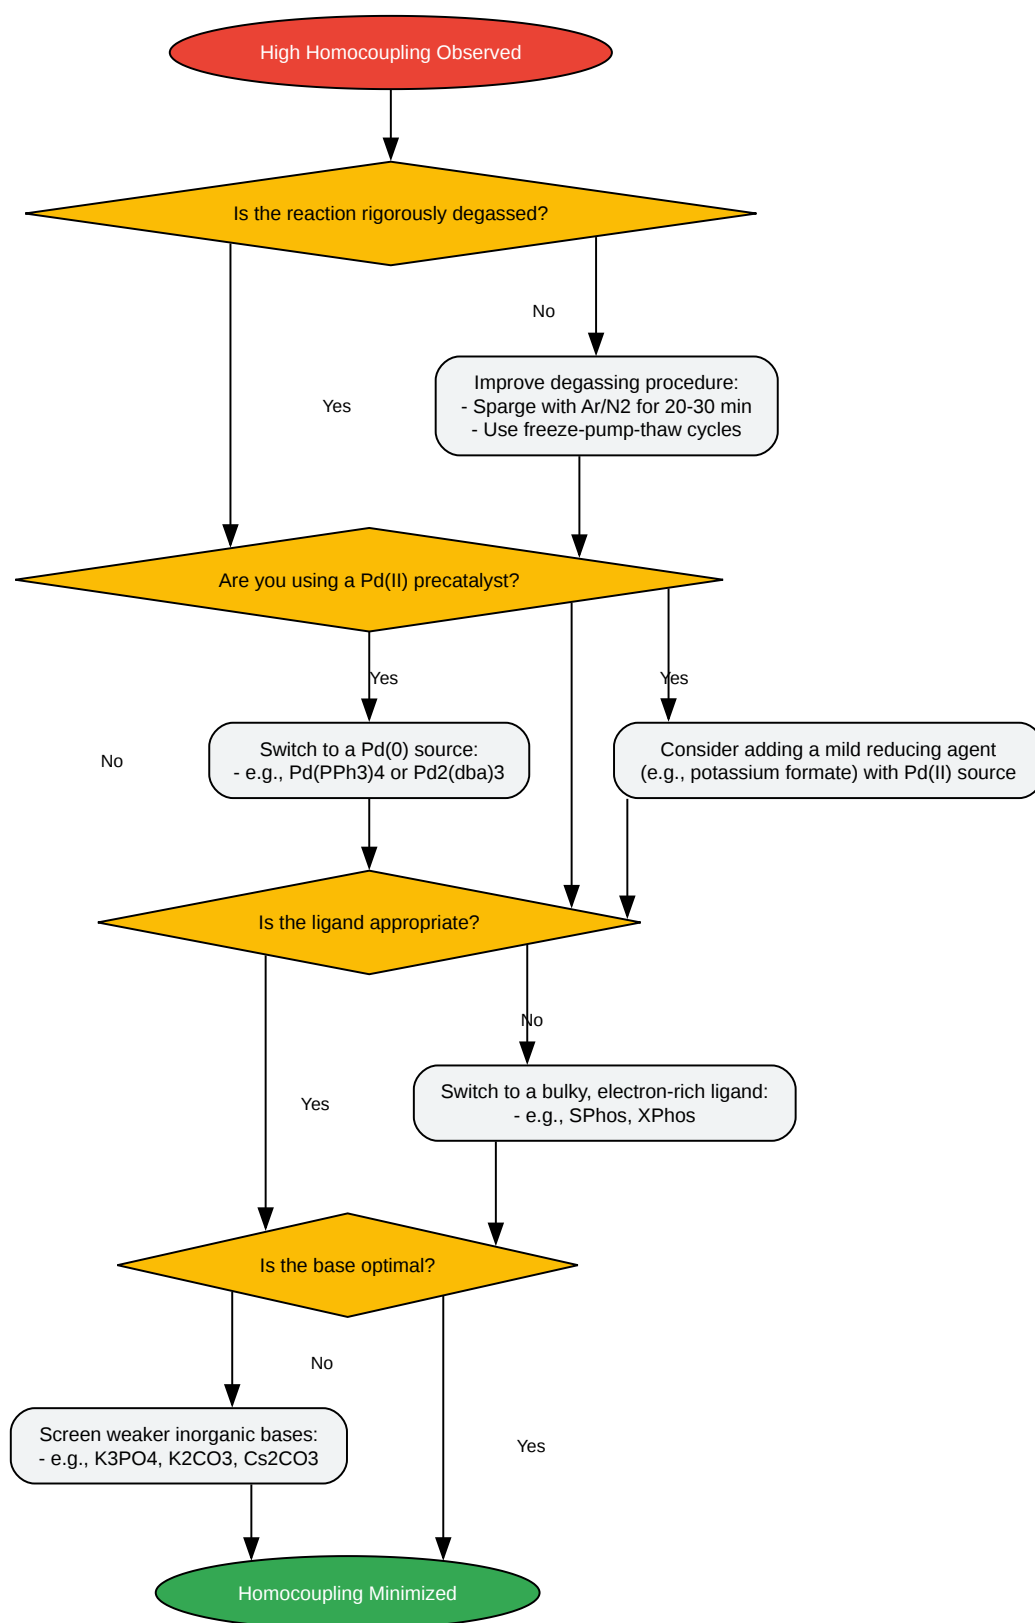 High Homocoupling Observed
Is the reaction rigorously degassed?
No
Improve degassing procedure:
- Sparge with Ar/N2 for 20-30 min
- Use freeze-pump-thaw cycles
Yes
Are you using a Pd(II) precatalyst?
Yes
Yes
No
Switch to a Pd(0) source:
- e.g., Pd(PPh3)4 or Pd2(dba)3
Consider adding a mild reducing agent
(e.g., potassium formate) with Pd(II) source
Is the ligand appropriate?
No
Switch to a bulky, electron-rich ligand:
- e.g., SPhos, XPhos
Yes
Is the base optimal?
No
Screen weaker inorganic bases:
- e.g., K3PO4, K2CO3, Cs2CO3
Yes
Homocoupling Minimized